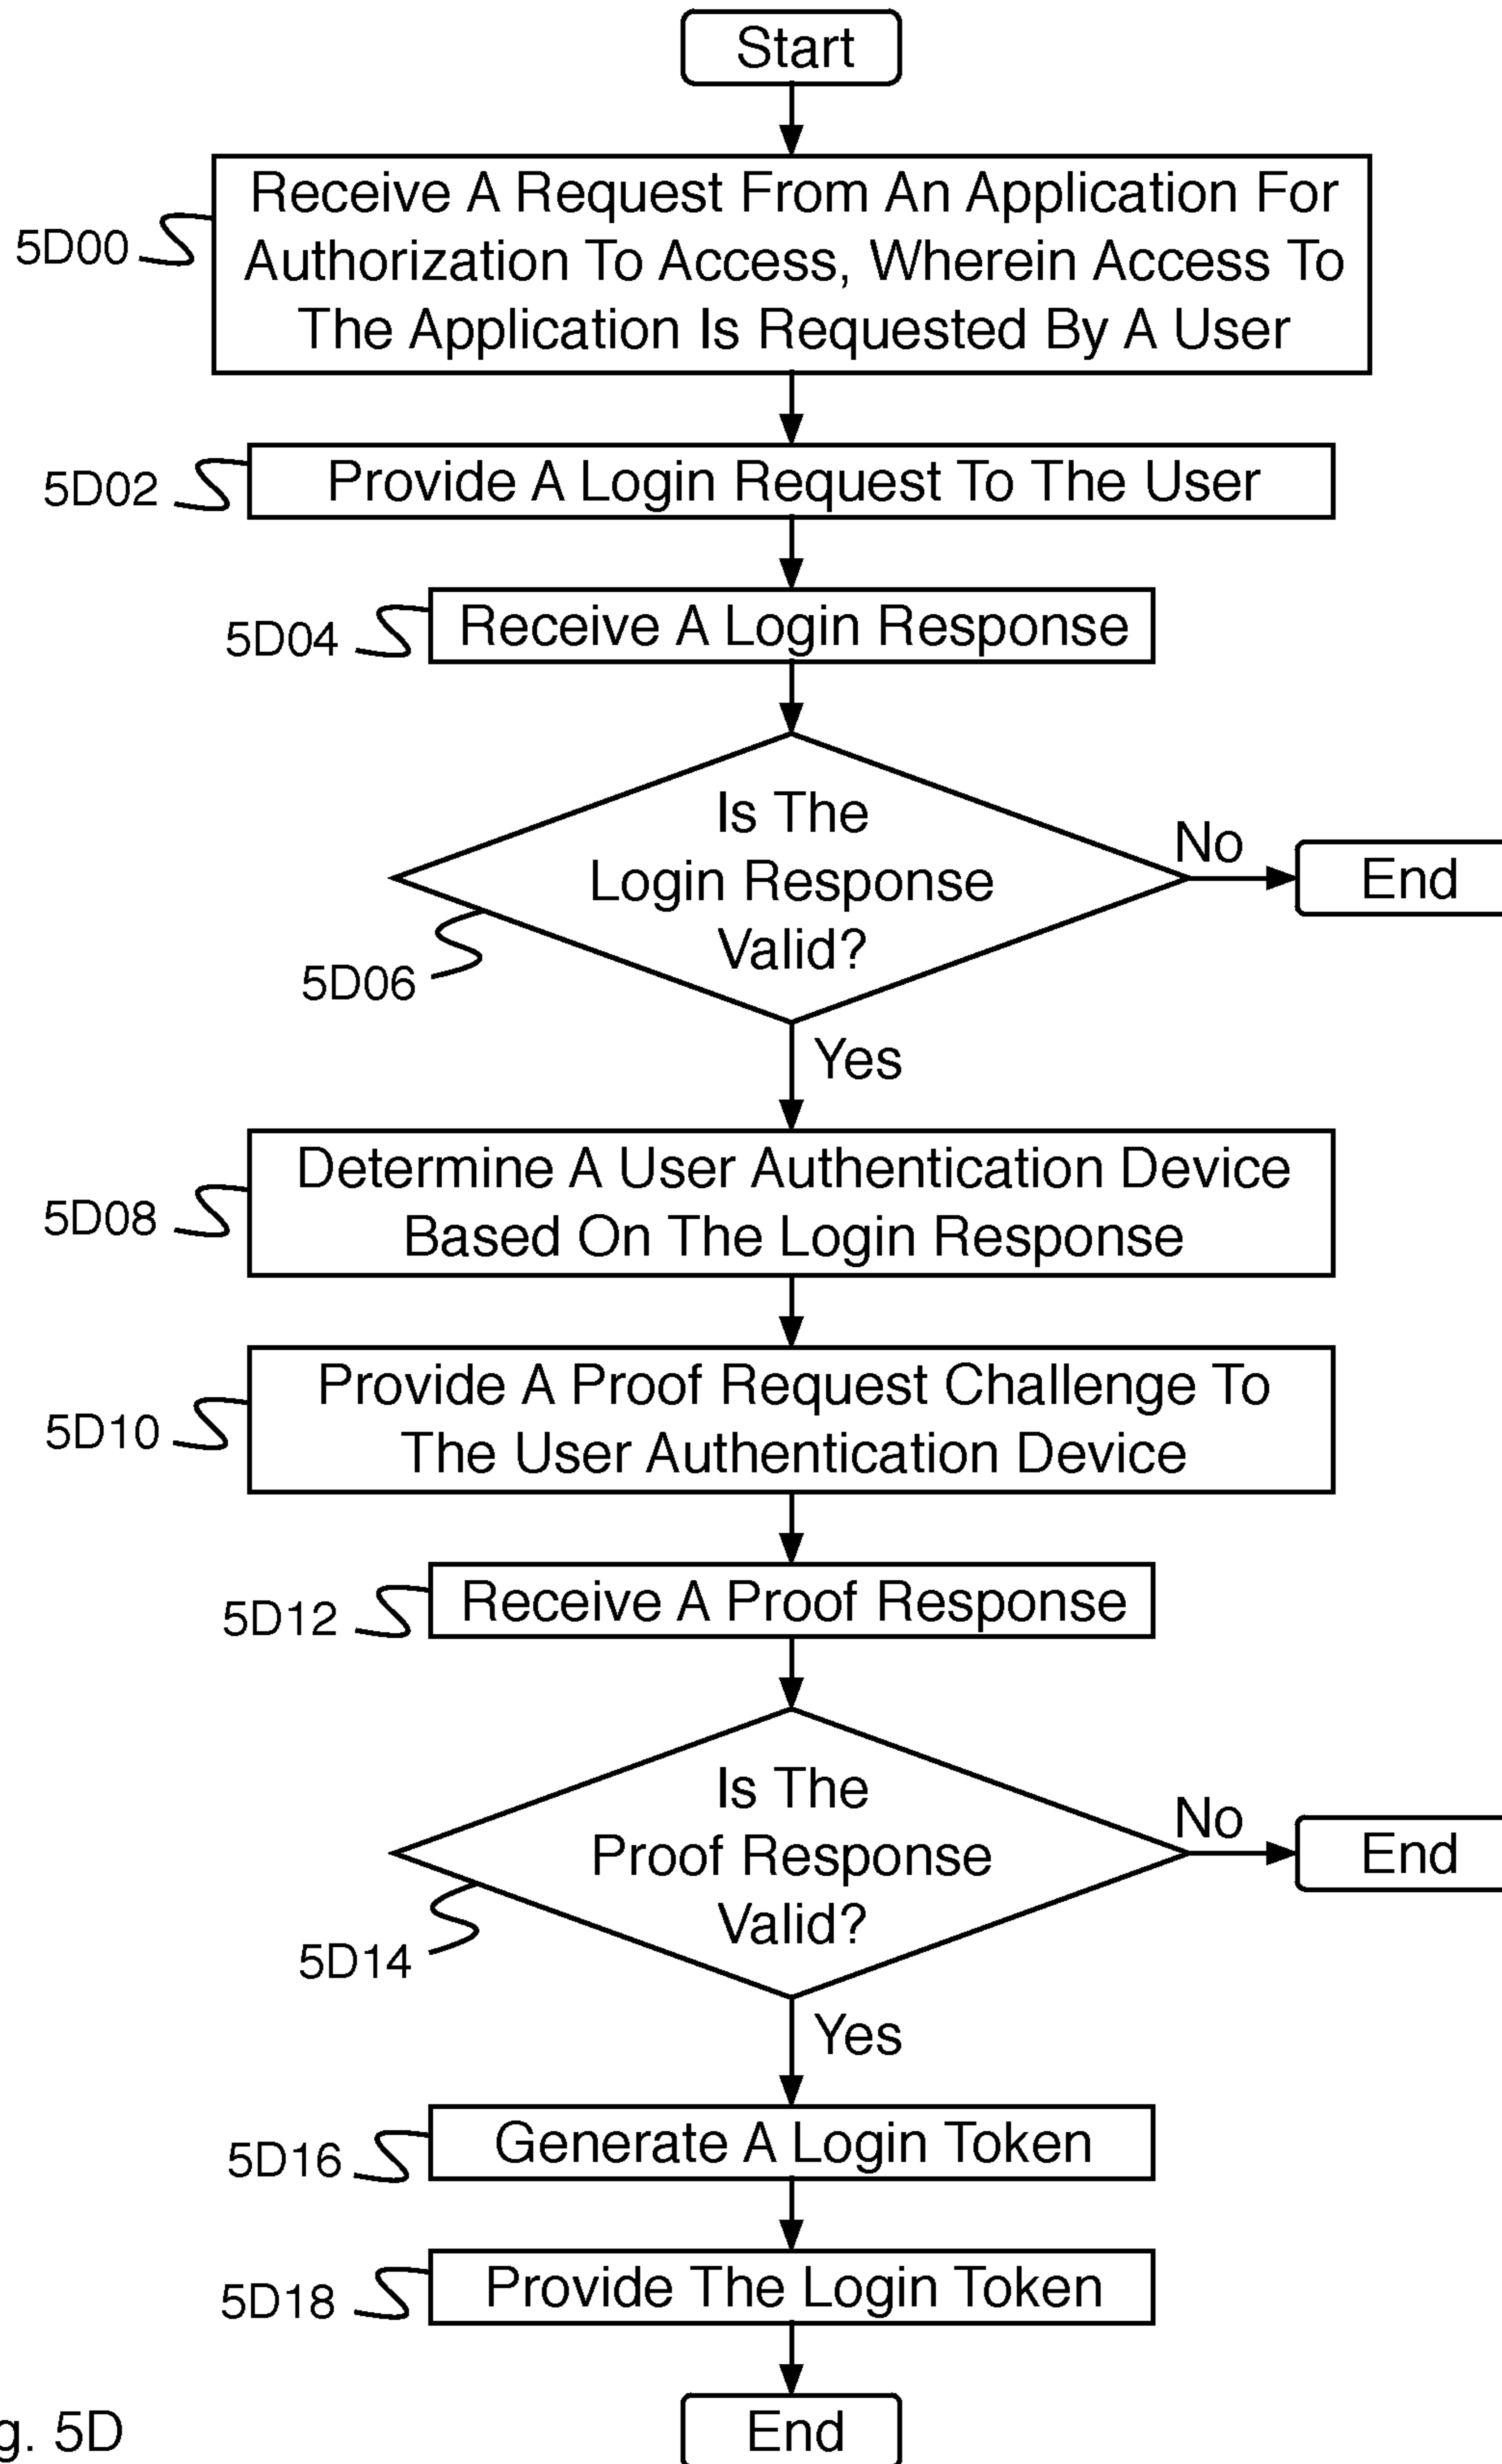 Start
5D00
Receive A Request From An Application For
Authorization To Access, Wherein Access To
The Application Is Requested By A User
5D02
Provide A Login Request To The User
5D04
Receive A Login Response
Is The
Login Response
Valid?
No
End
5D06
Yes
5D08
Determine A User Authentication Device
Based On The Login Response
5D10
Provide A Proof Request Challenge To
The User Authentication Device
5D12
Receive A Proof Response
Is The
Proof Response
Valid?
No
End
5D14
Yes
5D16
Generate A Login Token
5D18
Provide The Login Token
End
g. 5D